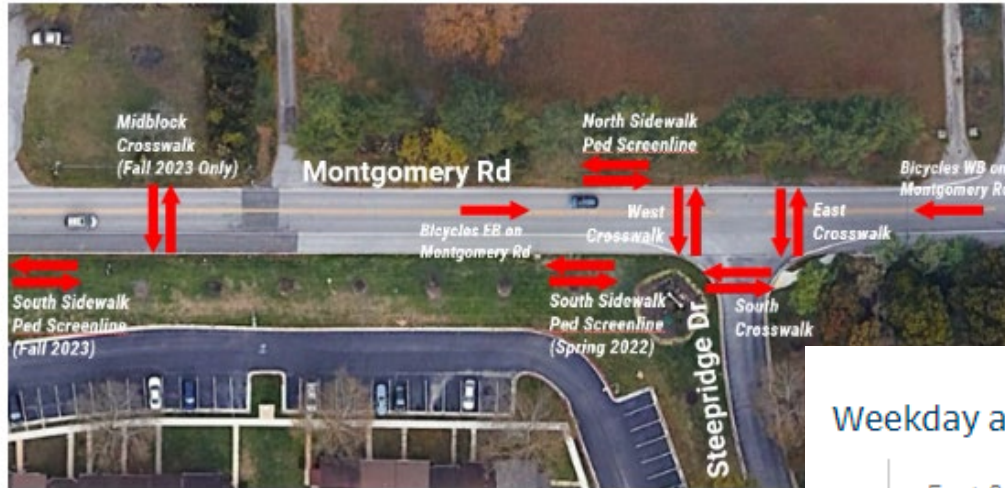 Midblock
Crosswalk
(Fall 2023 Only)
North Sidewalk
Ped Screenline
Montgomery Rd
Bicycles WB on
Montgomery Rd
West
Crosswalk
East
Crosswalk
Bicycles EB on
Montgomery Rd
South Sidewalk
Ped Screenline
(Fall 2023)
South Sidewalk
Ped Screenline
(Spring 2022)
South
Crosswalk
Steepridge Dr
Weekday a